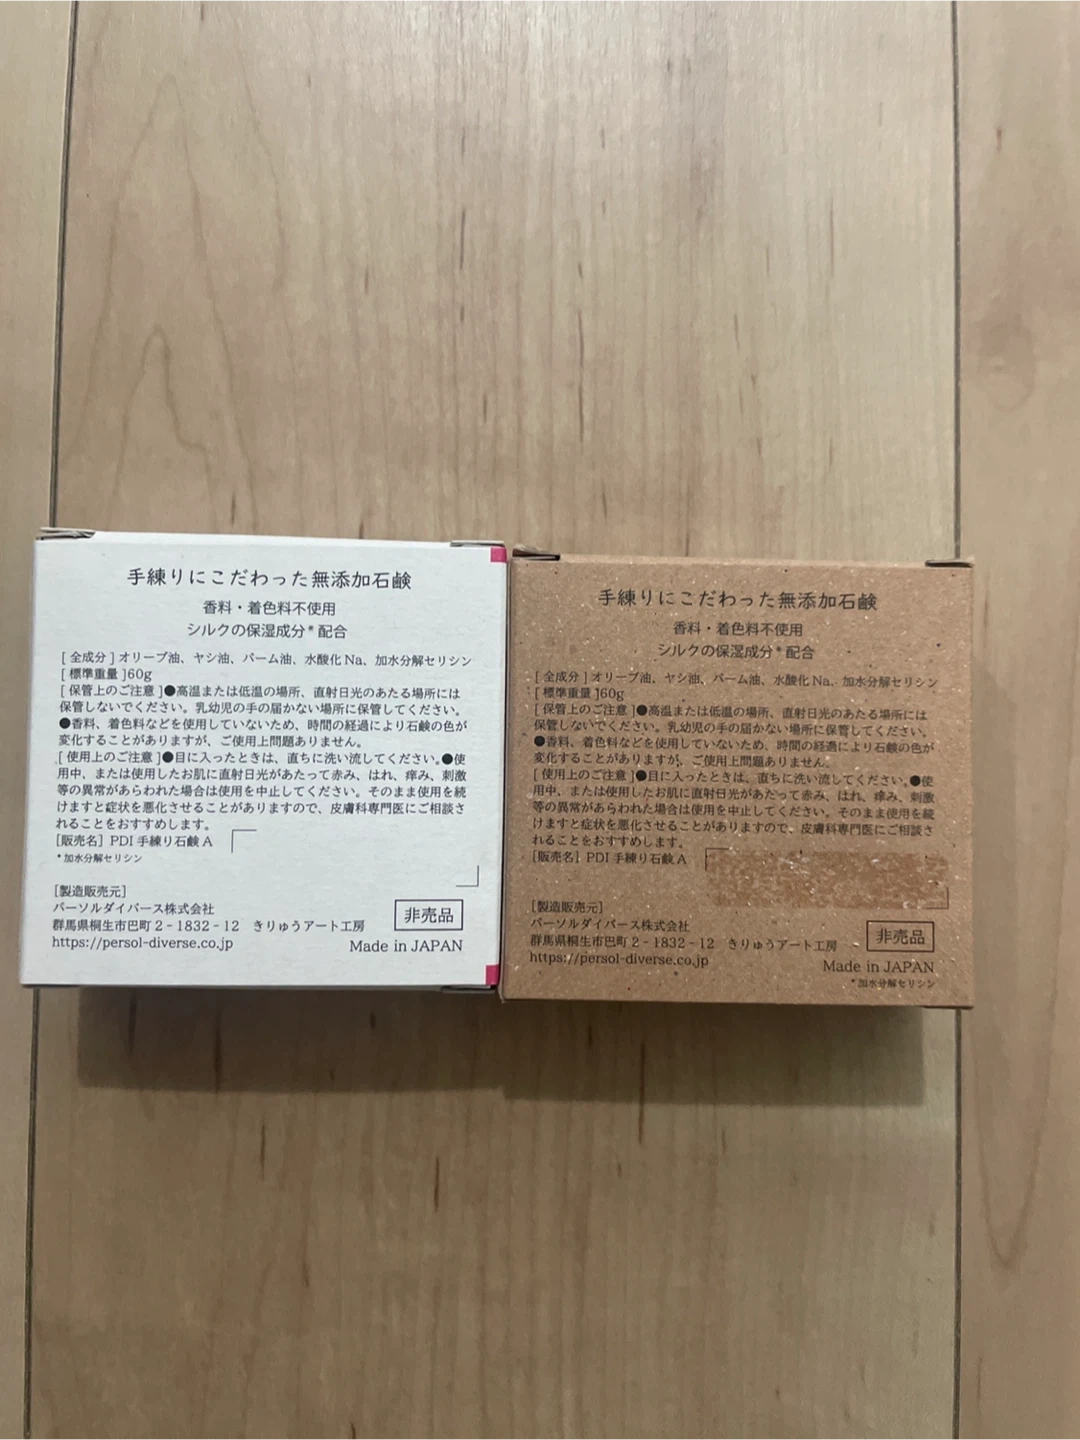 手練りにこだわった無添加石鹸
香料・着色料不使用
シルクの保湿成分*配合
[ 全成分 ] オリーブ油、ヤシ油、パーム油、水酸化 Na、加水分解セリシン
[ 標準重量 ]60g
[ 保管上のご注意 ]●高温または低温の場所、直射日光のあたる場所には
保管しないでください。乳幼児の手の届かない場所に保管してください。
●香料、着色料などを使用していないため、時間の経過により石鹸の色が
変化することがありますが、ご使用上問題ありません。
[ 使用上のご注意 ]●目に入ったときは、直ちに洗い流してください。●使
用中、または使用したお肌に直射日光があたって赤み、はれ、痒み、刺激
等の異常があらわれた場合は使用を中止してください。そのまま使用を続
けますと症状を悪化させることがありますので、皮膚科専門医にご相談さ
れることをおすすめします。
[販売名] PDI 手練り石鹸 A
*加水分解セリシン
[製造販売元]
パーソルダイバース株式会社
群馬県桐生市巴町 2 - 1832 - 12 きりゅうアート工房
https://persol-diverse.co.jp
非売品
Made in JAPAN
手練りにこだわった無添加石鹸
香料・着色料不使用
シルクの保湿成分*配合
[ 全成分 ] オリーブ油、ヤシ油、パーム油、水酸化 Na、加水分解セリシン
[ 標準重量 ]60g
[ 保管上のご注意 ]●高温または低温の場所、直射日光のあたる場所には
保管しないでください。乳幼児の手の届かない場所に保管してください。
●香料、着色料などを使用していないため、時間の経過により石鹸の色が
変化することがありますが、ご使用上問題ありません。
[ 使用上のご注意 ]●目に入ったときは、直ちに洗い流してください。●使
用中、または使用したお肌に直射日光があたって赤み、はれ、痒み、刺激
等の異常があらわれた場合は使用を中止してください。そのまま使用を続
けますと症状を悪化させることがありますので、皮膚科専門医にご相談さ
れることをおすすめします。
[販売名] PDI 手練り石鹸 A
[製造販売元]
パーソルダイバース株式会社
群馬県桐生市巴町 2 - 1832 - 12 きりゅうアート工房
https://persol-diverse.co.jp
非売品
Made in JAPAN
*加水分解セリシン